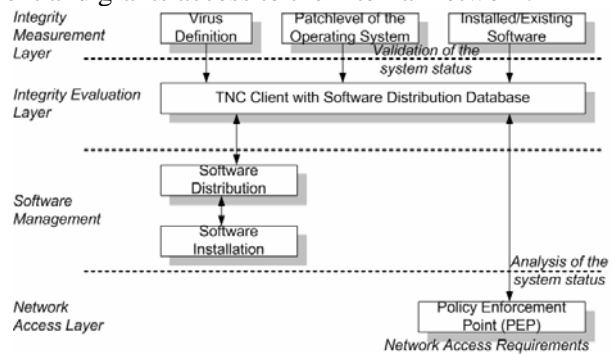 Integrity
Measurement
Layer
Virus
Definition
Patchlevel of the
Operating System
Installed/Existing
Software
Validation of the
system status
Integrity Evaluation
Layer
TNC Client with Software Distribution Database
Software
Management
Software
Distribution
Software
Installation
Analysis of the
system status
Network
Access Layer
Policy Enforcement
Point (PEP)
Network Access Requirements